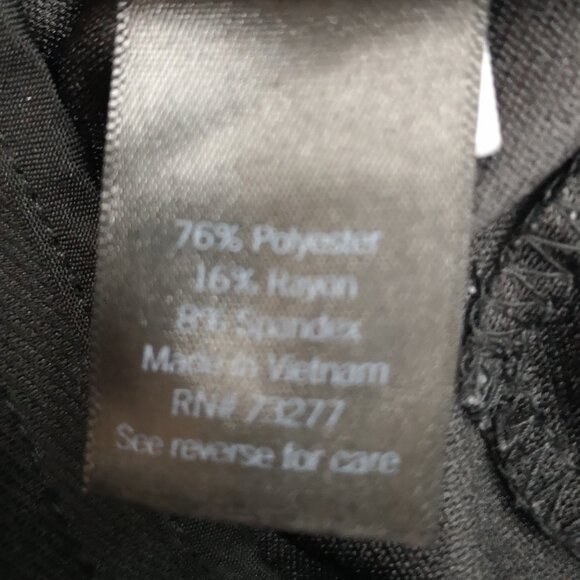 76% Polyester
16% Rayon
8% Spandex
Made in Vietnam
RN# 73277
See reverse for care